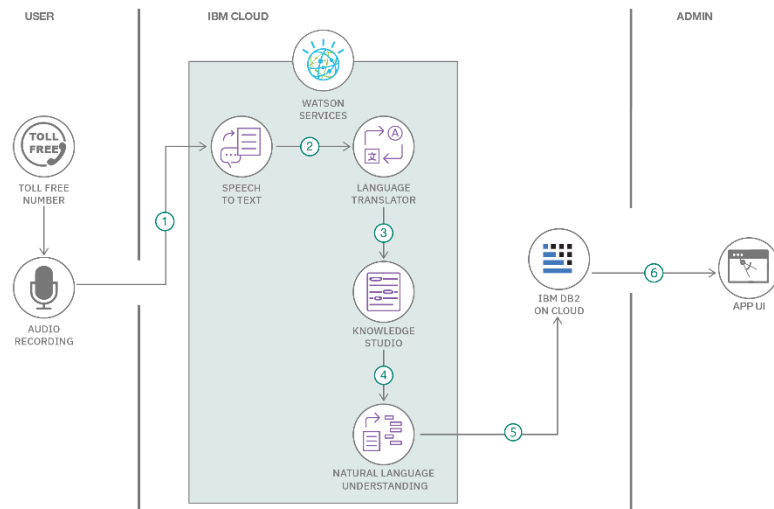 USER
IBM CLOUD
ADMIN
WATSON
SERVICES
TOLL
FREE
TOLL FREE
NUMBER
SPEECH
TO TEXT
2
A
文
LANGUAGE
TRANSLATOR
1
3
AUDIO
RECORDING
KNOWLEDGE
STUDIO
IBM DB2
ON CLOUD
6
APP UI
4
NATURAL LANGUAGE
UNDERSTANDING
5